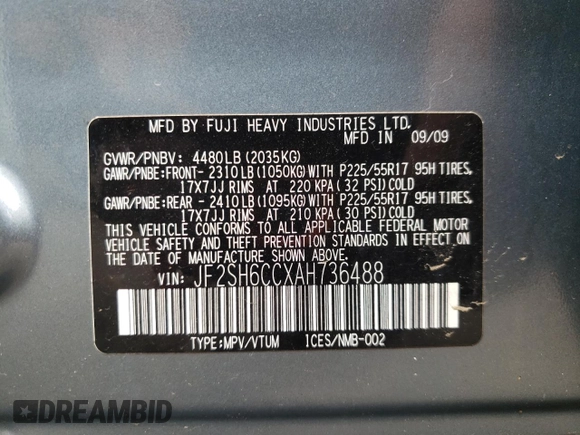 MFD BY FUJI HEAVY INDUSTRIES LTD.
MFD IN 09/09
GVWR/PNBV: 4480LB (2035KG)
GAWR/PNBE:FRONT- 2310LB (1050KG) WITH P225/55R17 95H TIRES,
17X7JJ RIMS AT 220 KPA (32 PSI) COLD
GAWR/PNBE:REAR - 2410LB (1095KG) WITH P225/55R17 95H TIRES,
17X7JJ RIMS AT 210 KPA (30 PSI) COLD
THIS VEHICLE CONFORMS TO ALL APPLICABLE FEDERAL MOTOR
VEHICLE SAFETY AND THEFT PREVENTION STANDARDS IN EFFECT ON
THE DATE OF MANUFACTURE SHOWN ABOVE.
VIN: JF2SH6CCXAH736488
TYPE:MPV/VTUM 1CES/NMB-002
DREAMBID